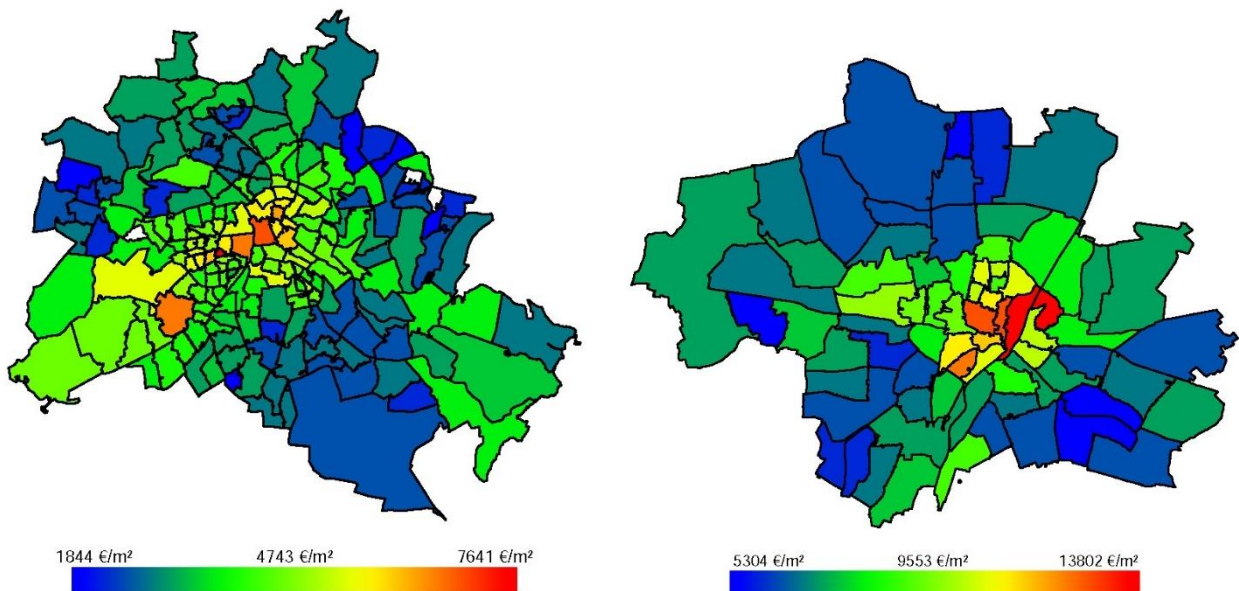 1844 €/m² 4743 €/m² 7641 €/m²
5304 €/m² 9553 €/m² 13802 €/m²